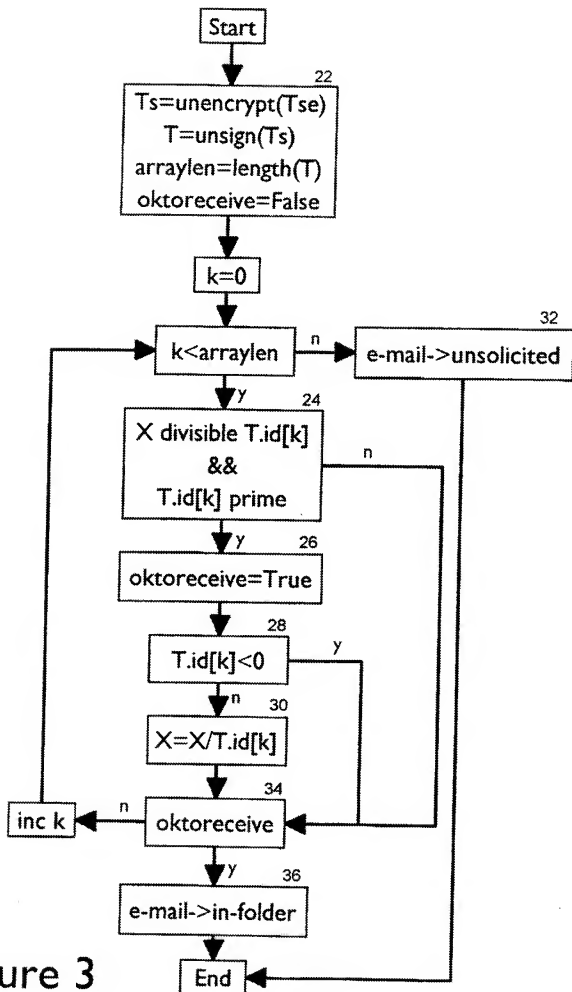 Start
22
Ts=unencrypt(Tse)
T=unsign(Ts)
arraylen=length(T)
oktoreceive=False
k=0
k<arraylen
n
32
e-mail->unsolicited
y
24
X divisible T.id[k]
&&
T.id[k] prime
n
y
26
oktoreceive=True
28
T.id[k]<0
y
n
30
X=X/T.id[k]
34
oktoreceive
n
inc k
y
36
e-mail->in-folder
End
ure 3